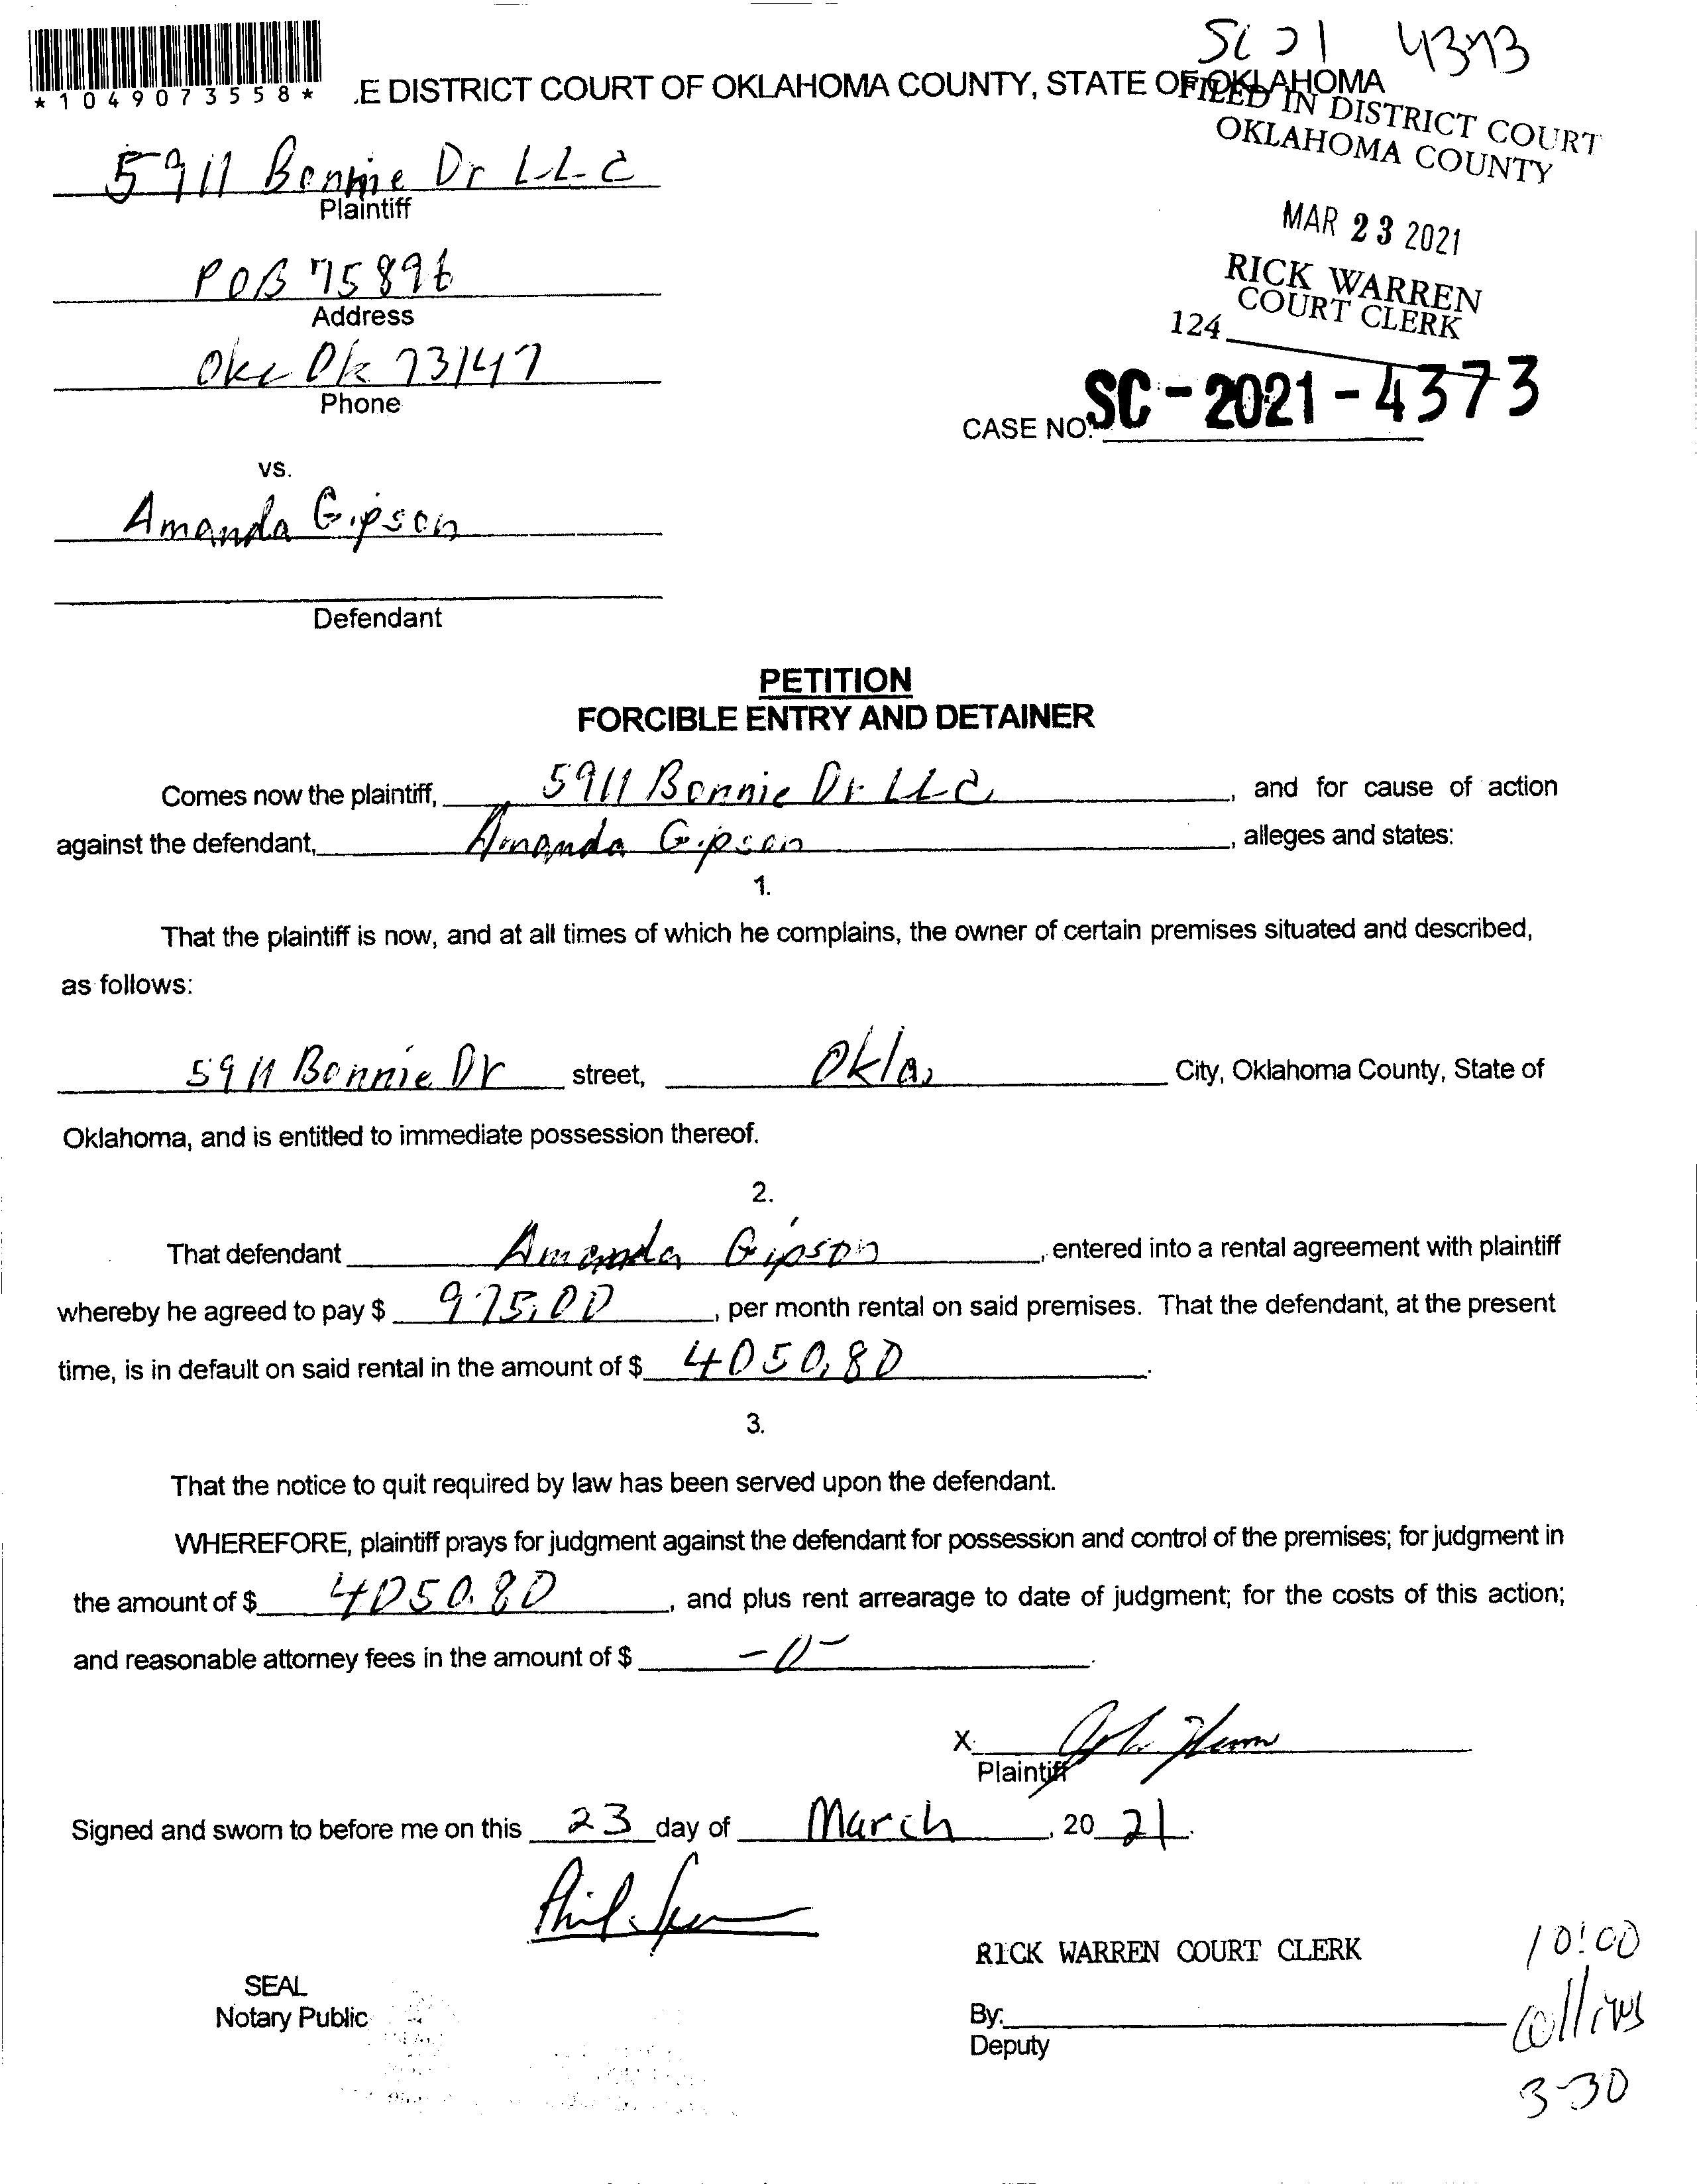 SC 21 4373
*1049073558*
.E DISTRICT COURT OF OKLAHOMA COUNTY, STATE OF OKLAHOMA
FILED IN DISTRICT COURT
OKLAHOMA COUNTY
MAR 23 2021
RICK WARREN
COURT CLERK
124
5911 Bonnie Dr LLC
Plaintiff
POB 75896
Address
Okc Ok 73147
Phone
CASE NO. SC-2021-4373
vs.
Amanda Gipson
Defendant
PETITION
FORCIBLE ENTRY AND DETAINER
Comes now the plaintiff, 5911 Bonnie Dr LLC, and for cause of action
against the defendant, Amanda Gipson, alleges and states:
1.
That the plaintiff is now, and at all times of which he complains, the owner of certain premises situated and described,
as follows:
5911 Bonnie Dr street, Okla, City, Oklahoma County, State of
Oklahoma, and is entitled to immediate possession thereof.
2.
That defendant Amanda Gipson, entered into a rental agreement with plaintiff
whereby he agreed to pay $ 975.00, per month rental on said premises. That the defendant, at the present
time, is in default on said rental in the amount of $ 4050.80.
3.
That the notice to quit required by law has been served upon the defendant.
WHEREFORE, plaintiff prays for judgment against the defendant for possession and control of the premises; for judgment in
the amount of $ 4050.80, and plus rent arrearage to date of judgment; for the costs of this action;
and reasonable attorney fees in the amount of $ -0-.
X
Plaintiff
Signed and sworn to before me on this 23 day of March, 20 21.
RICK WARREN COURT CLERK
10:00
SEAL
Notary Public
By:
Deputy
Collins
3-30